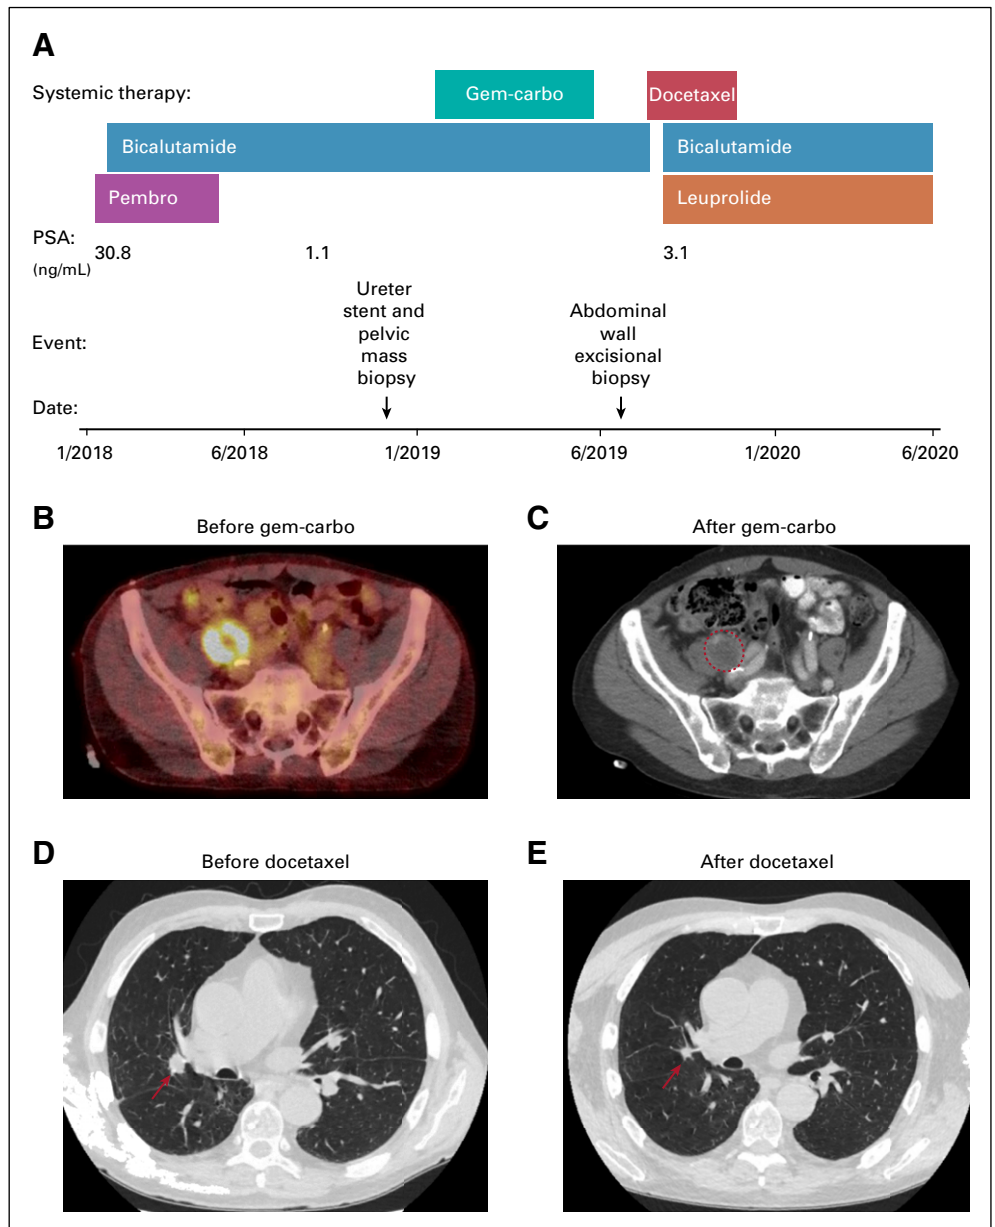 A
Systemic therapy:
Gem-carbo
Docetaxel
Bicalutamide
Bicalutamide
Pembro
Leuprolide
PSA:
(ng/mL)
30.8
1.1
3.1
Event:
Ureter
stent and
pelvic
mass
biopsy
Abdominal
wall
excisional
biopsy
Date:
1/2018
6/2018
1/2019
6/2019
1/2020
6/2020
B
Before gem-carbo
C
After gem-carbo
D
Before docetaxel
E
After docetaxel